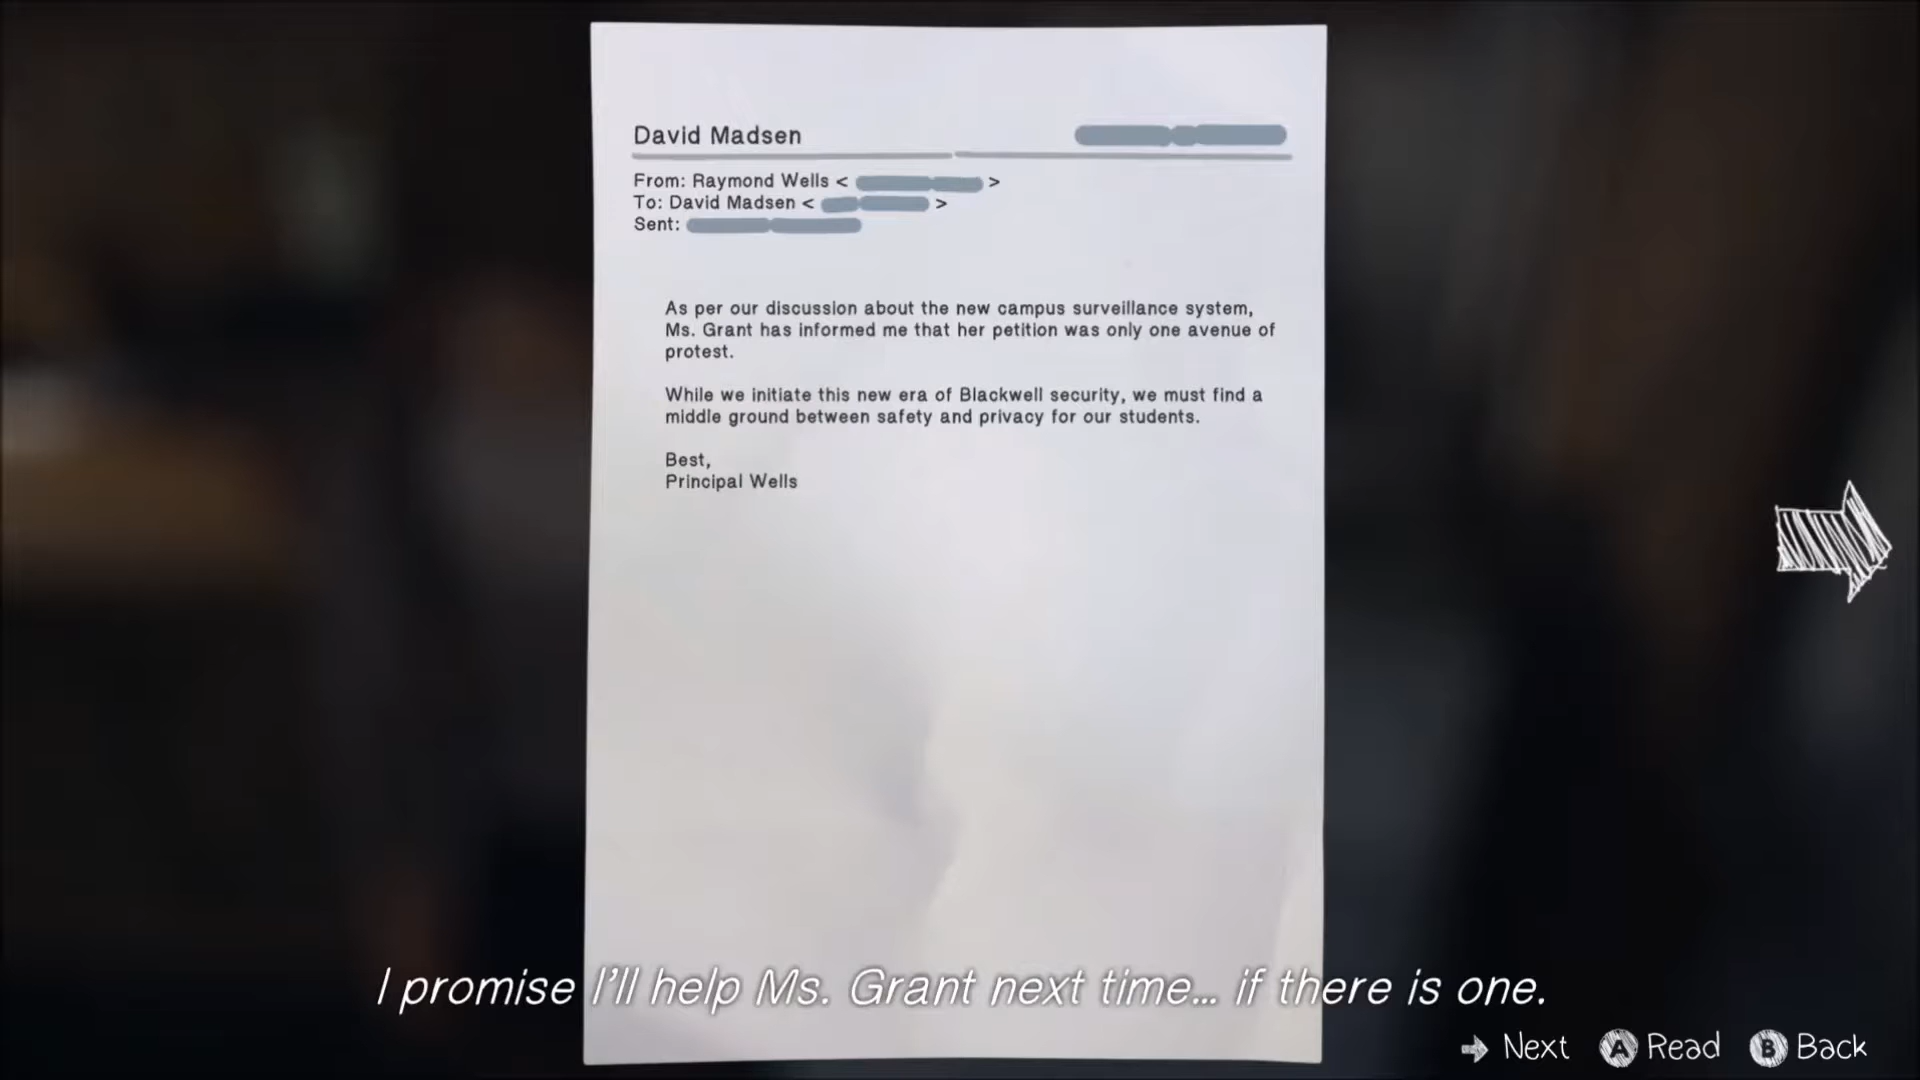 David Madsen
From: Raymond Wells < >
To: David Madsen < >
Sent:
As per our discussion about the new campus surveillance system,
Ms. Grant has informed me that her petition was only one avenue of
protest.
While we initiate this new era of Blackwell security, we must find a
middle ground between safety and privacy for our students.
Best,
Principal Wells
I promise I'll help Ms. Grant next time... if there is one.
Next A Read B Back